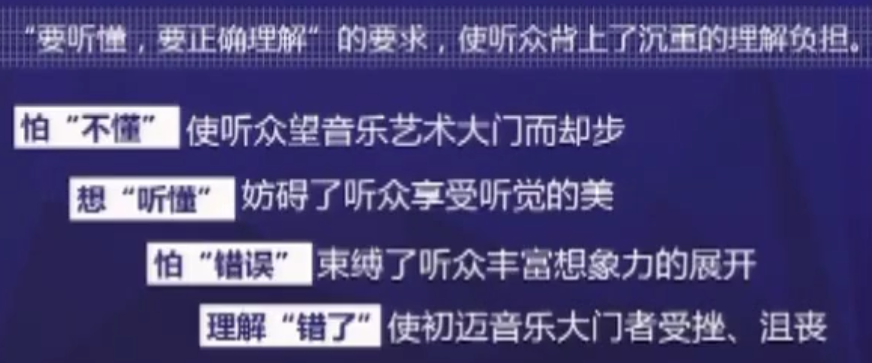 “要听懂，要正确理解”的要求，使听众背上了沉重的理解负担。
怕“不懂”使听众望音乐艺术大门而却步
想“听懂”妨碍了听众享受听觉的美
怕“错误”束缚了听众丰富想象力的展开
理解“错了”使初迈音乐大门者受挫、沮丧